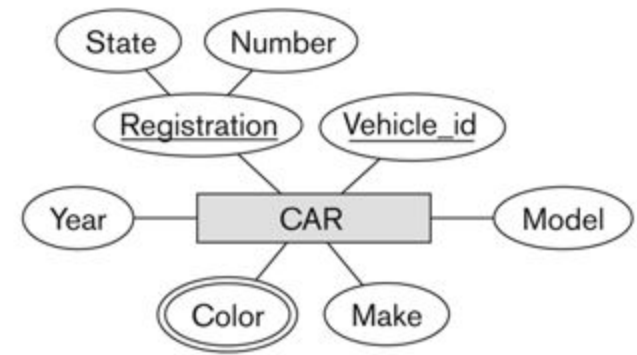 State
Number
Registration
Vehicle_id
Year
CAR
Model
Color
Make